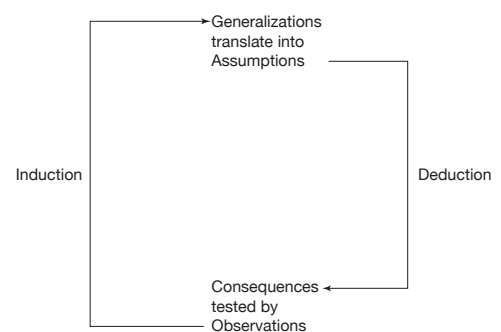 Generalizations
translate into
Assumptions
Induction
Deduction
Consequences
tested by
Observations